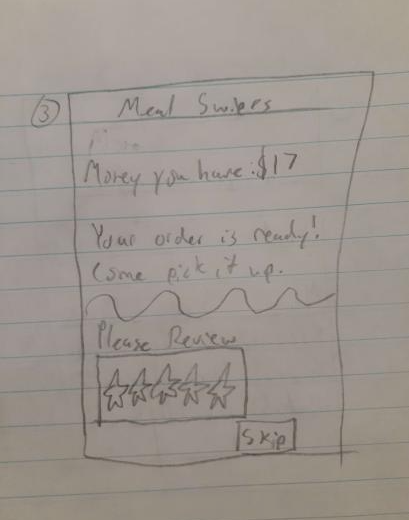 3
Meal Swipes
Money you have: $17
Your order is ready!
Come pick it up.
Please Review
Skip